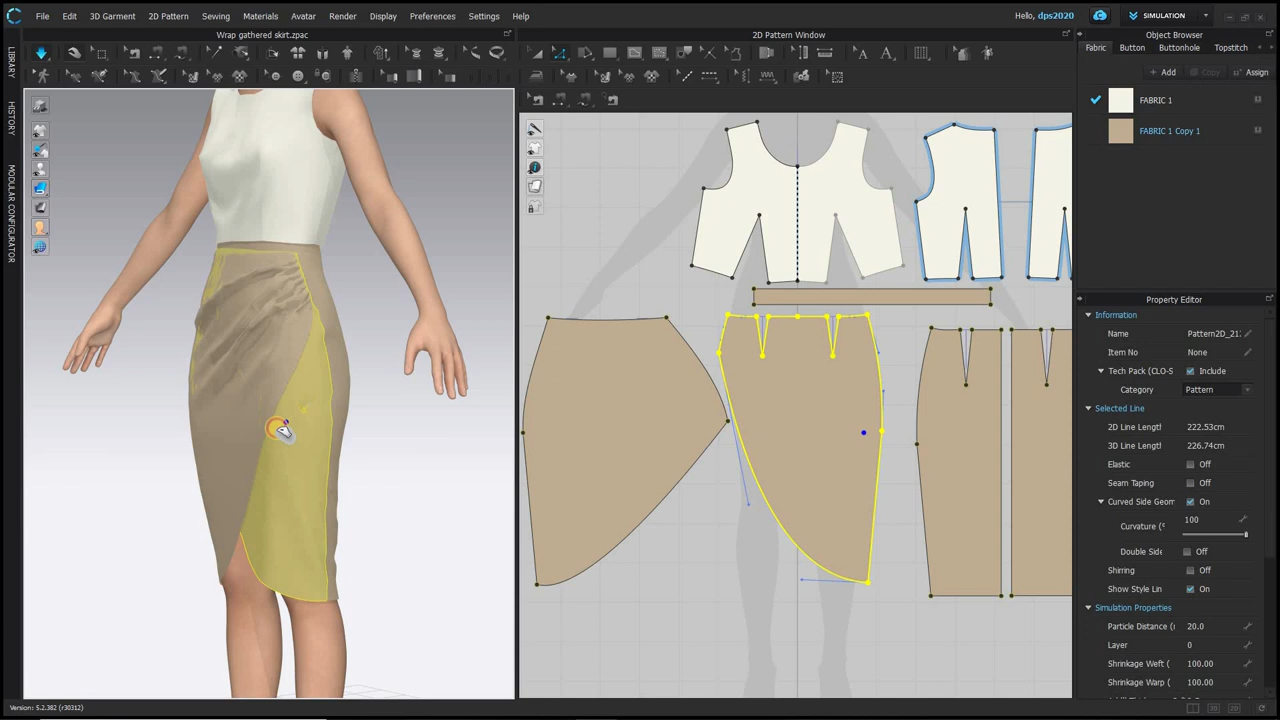 File Edit 3D Garment 2D Pattern Sewing Materials Avatar Render Display Preferences Settings Help
Hello, dps2020 SIMULATION
Wrap gathered skirt.zpac
2D Pattern Window
Object Browser
Fabric Button Buttonhole Topstitch
+ Add Copy Assign
FABRIC 1
FABRIC 1 Copy 1
LIBRARY
HISTORY
MODULAR CONFIGURATOR
Property Editor
Information
Name Pattern2D_21
Item No None
Tech Pack (CLO-S Include
Category Pattern
Selected Line
2D Line Length 222.53cm
3D Line Length 226.74cm
Elastic Off
Seam Taping Off
Curved Side Geom On
Curvature (% 100
Double Side Off
Shirring Off
Show Style Lin On
Simulation Properties
Particle Distance (r 20.0
Layer 0
Shrinkage Weft ( 100.00
Shrinkage Warp ( 100.00
Version: 5.2.382 (r30312)
3D 2D